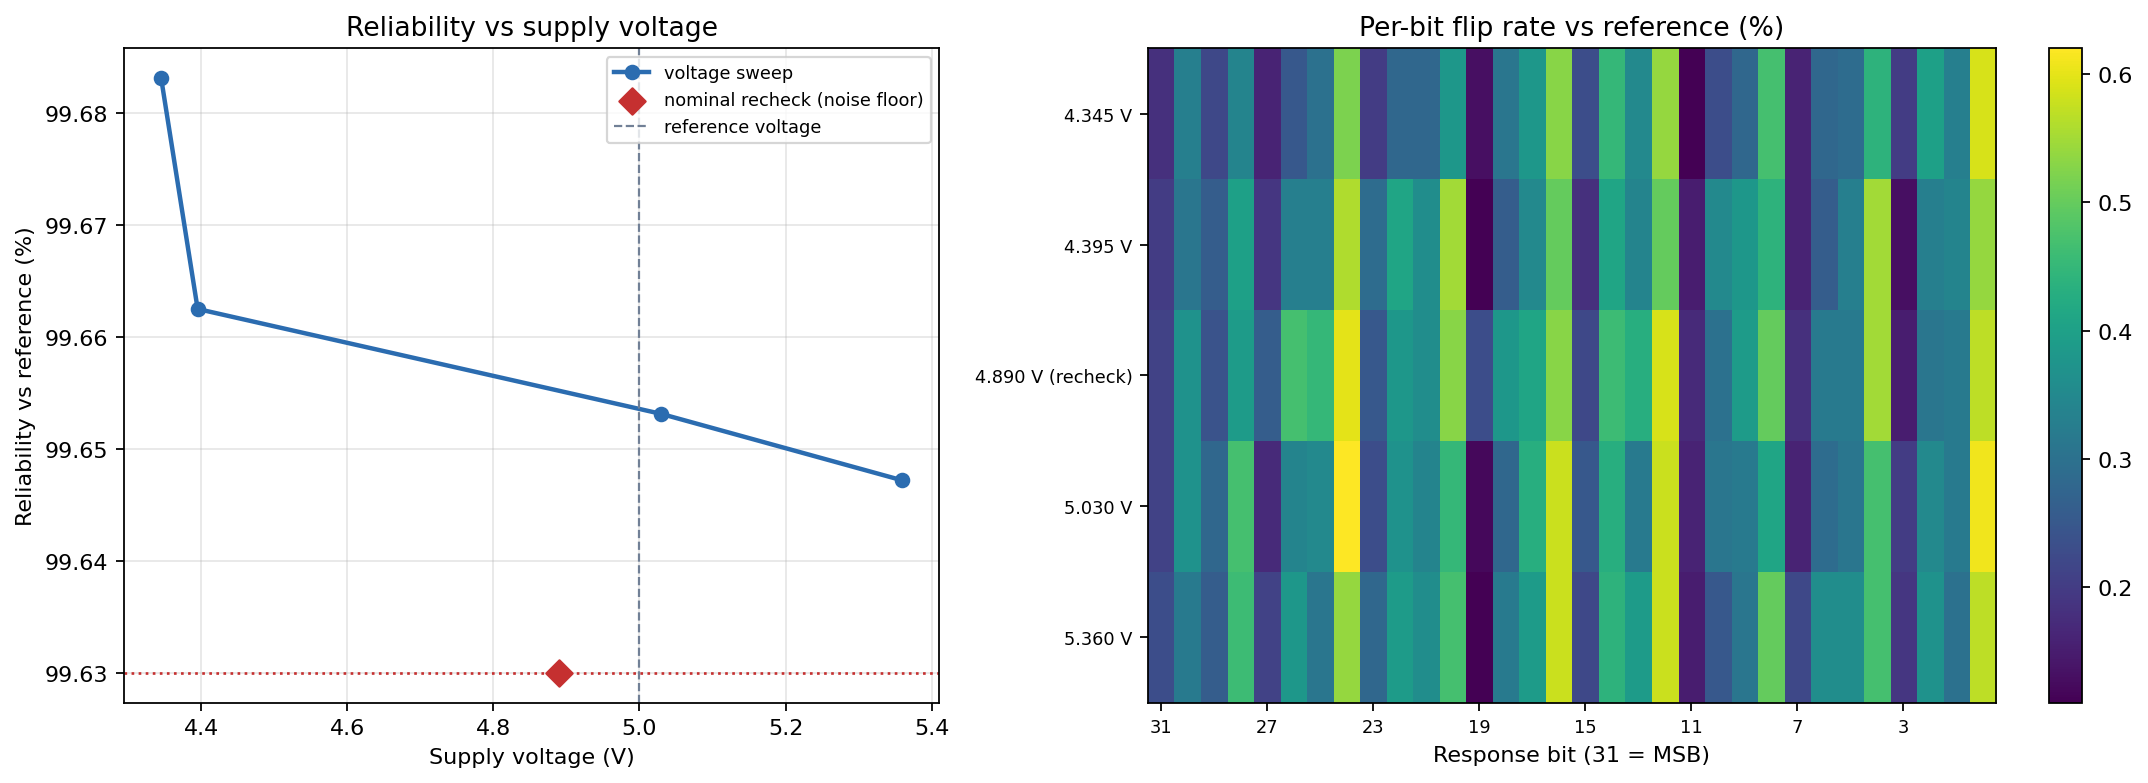 Reliability vs supply voltage
Reliability vs reference (%)
99.68
99.67
99.66
99.65
99.64
99.63
voltage sweep
nominal recheck (noise floor)
reference voltage
4.4
4.6
4.8
5.0
5.2
5.4
Supply voltage (V)
Per-bit flip rate vs reference (%)
4.345 V
4.395 V
4.890 V (recheck)
5.030 V
5.360 V
31
27
23
19
15
11
7
3
Response bit (31 = MSB)
0.6
0.5
0.4
0.3
0.2